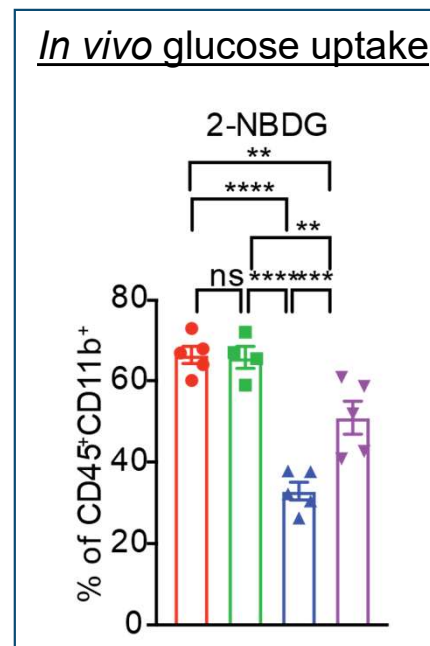 In vivo glucose uptake
2-NBDG
**
****
**
ns **** ***
80
60
40
20
0
% of CD45⁺CD11b⁺